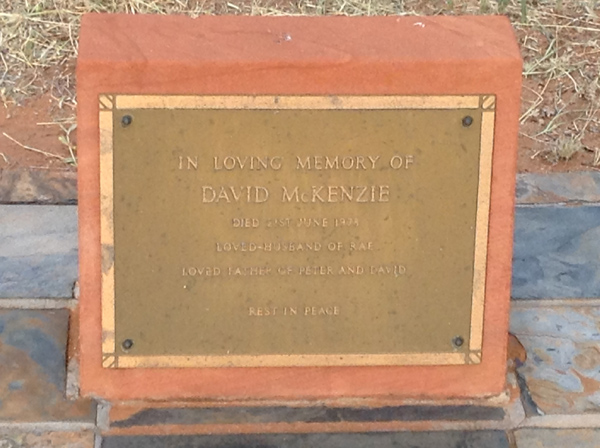 IN LOVING MEMORY OF
DAVID McKENZIE
DIED 21ST JUNE
LOVED HUSBAND OF RAE
LOVED FATHER OF PETER AND DAVID
REST IN PEACE